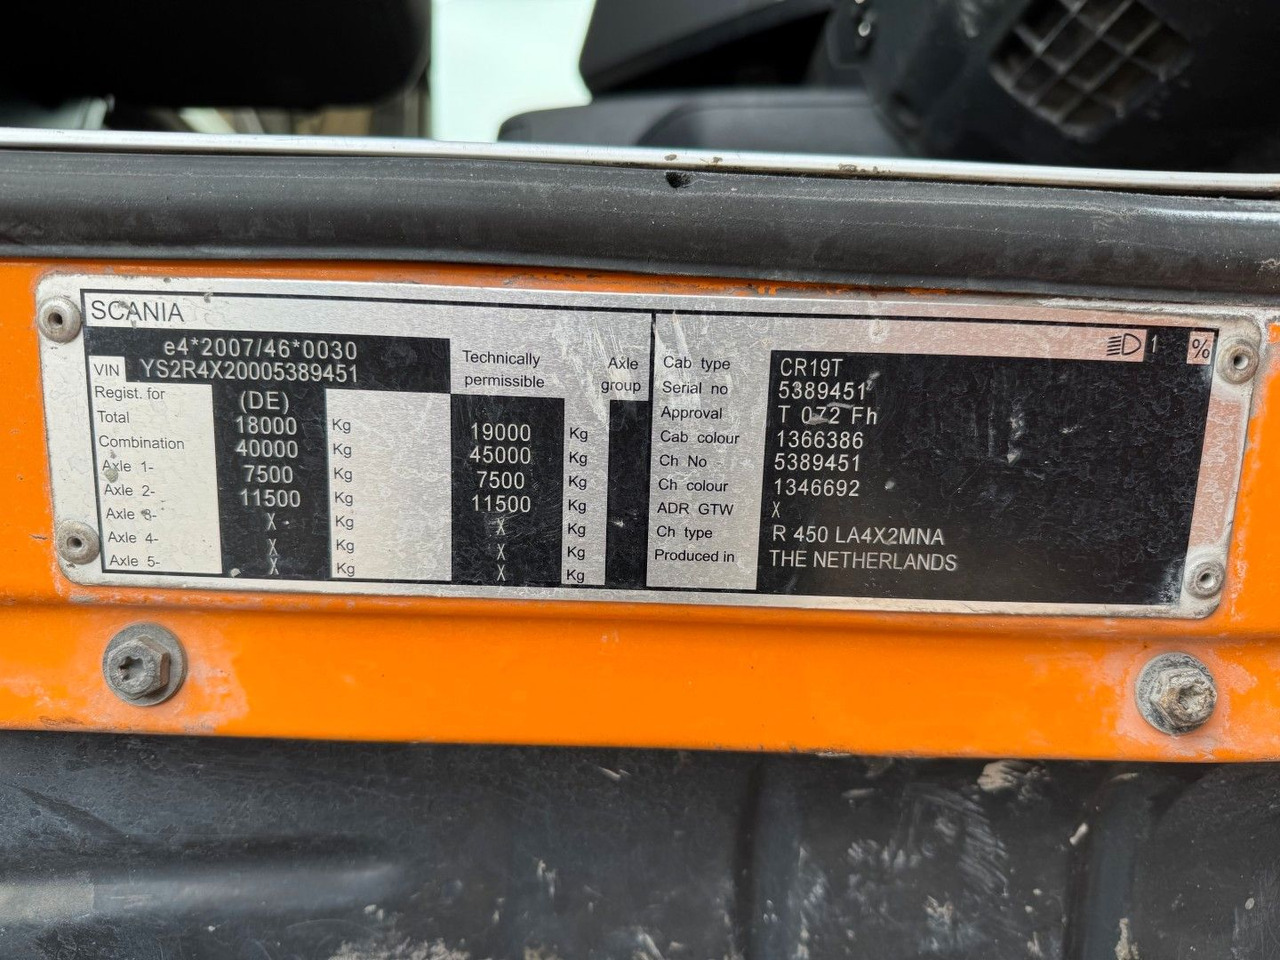 SCANIA
e4*2007/46*0030
VIN YS2R4X20005389451
Technically permissible
Axle group
Regist. for (DE)
Total 18000 Kg 19000 Kg
Combination 40000 Kg 45000 Kg
Axle 1- 7500 Kg 7500 Kg
Axle 2- 11500 Kg 11500 Kg
Axle 3- X Kg X Kg
Axle 4- X Kg X Kg
Axle 5- X Kg X Kg
1 %
Cab type CR19T
Serial no 5389451
Approval T 072 Fh
Cab colour 1366386
Ch No - 5389451
Ch colour 1346692
ADR GTW X
Ch type R 450 LA4X2MNA
Produced in THE NETHERLANDS